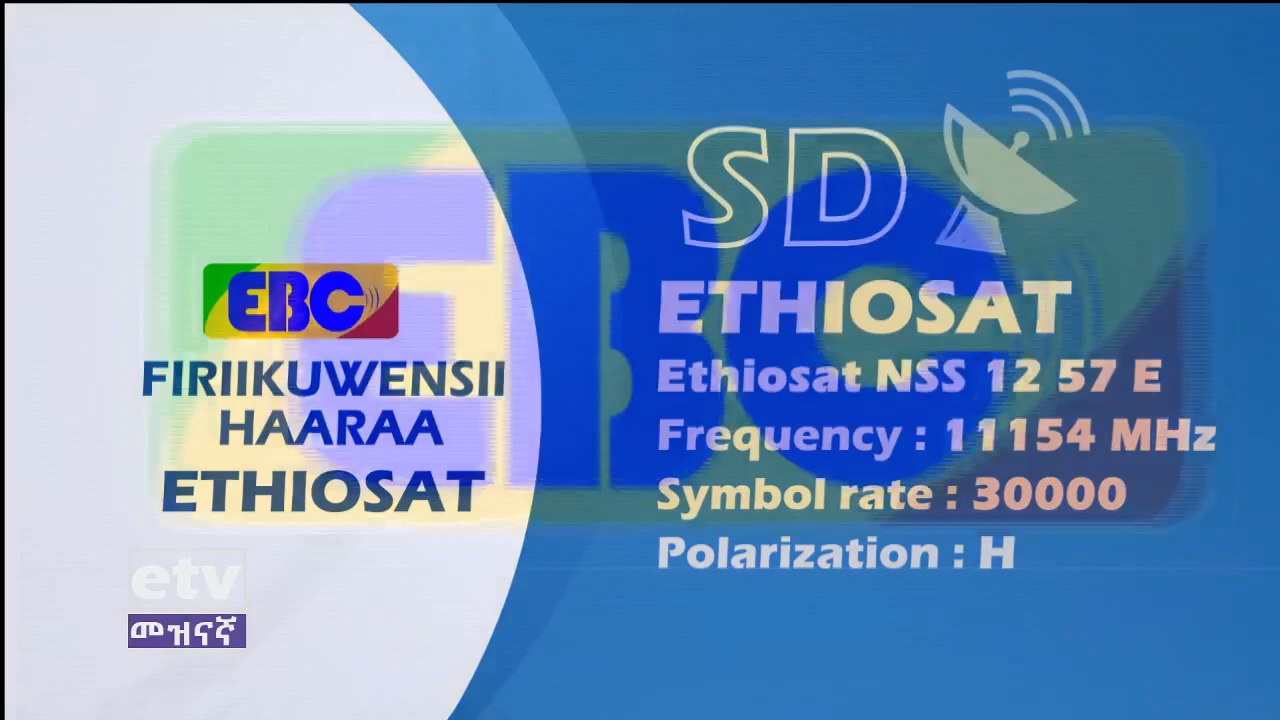 EBC
FIRIIKUWENSII
HAARAA
ETHIOSAT
etv
መዝናኛ
EBC
SD
ETHIOSAT
Ethiosat NSS 12 57 E
Frequency : 11154 MHz
Symbol rate : 30000
Polarization : H